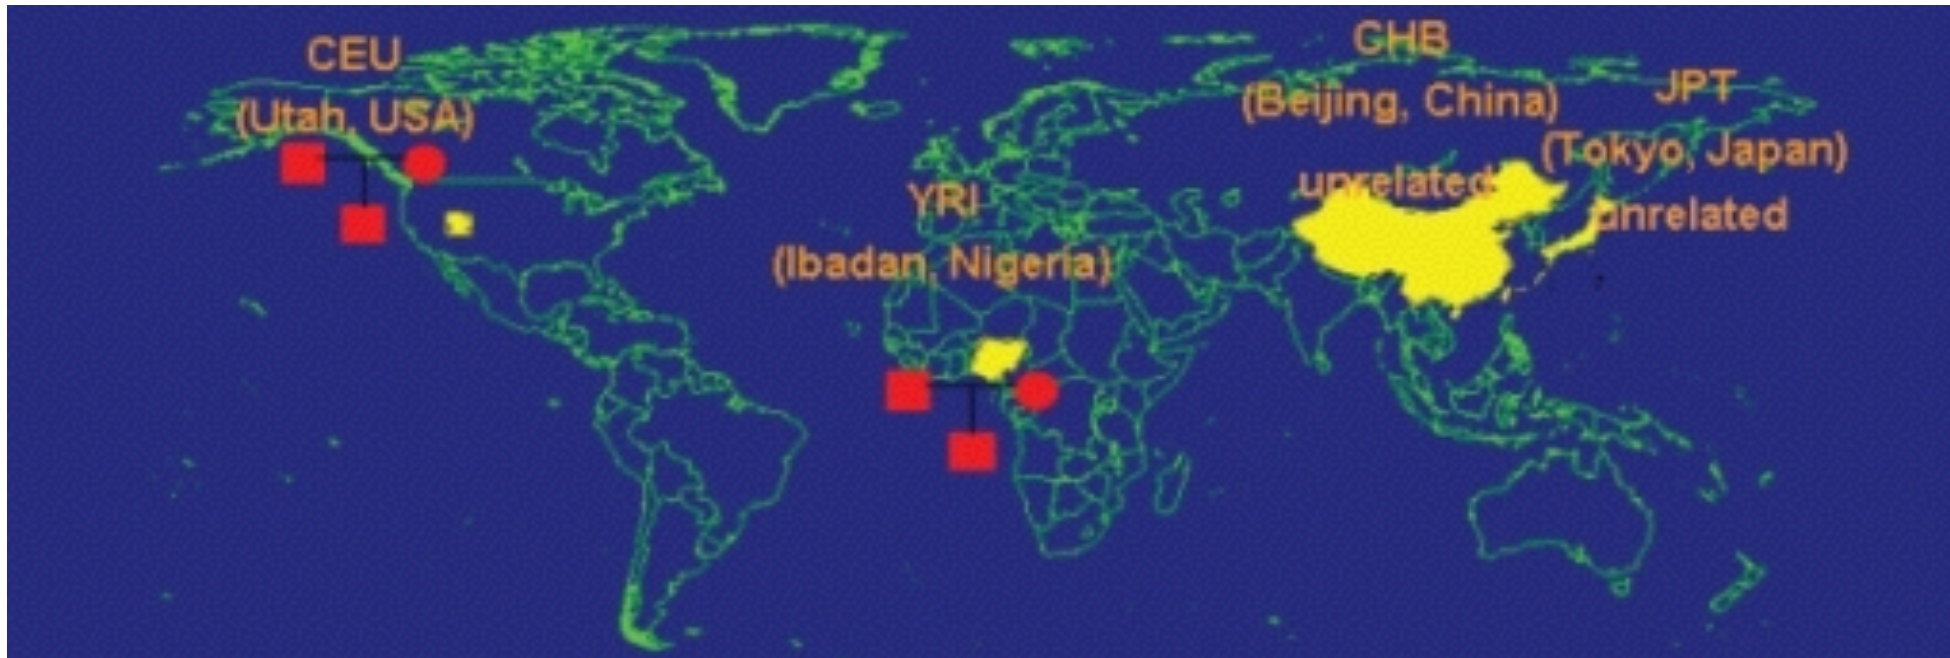 CEU
(Utah, USA)
YRI
(Ibadan, Nigeria)
CHB
(Beijing, China)
unrelated
JPT
(Tokyo, Japan)
unrelated